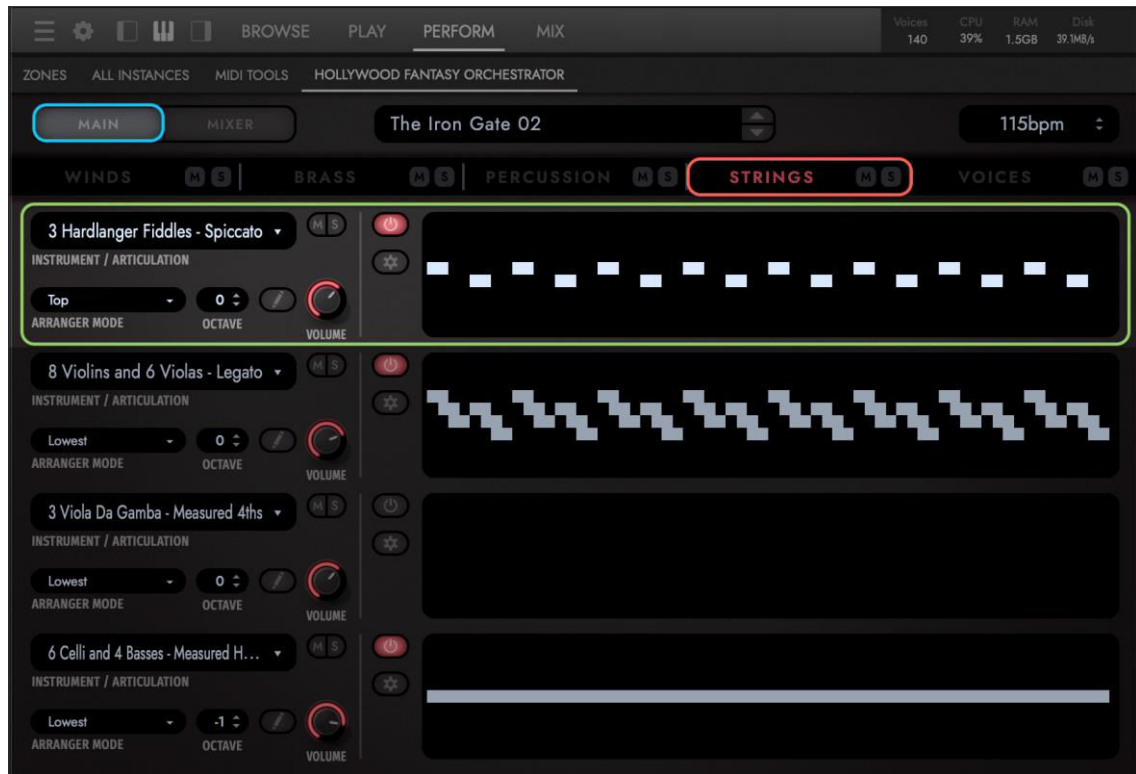 BROWSE PLAY PERFORM MIX Voices CPU RAM Disk
140 39% 1.5GB 39.1MB/s
ZONES ALL INSTANCES MIDI TOOLS HOLLYWOOD FANTASY ORCHESTRATOR
MAIN MIXER The Iron Gate 02 115bpm
WINDS M S BRASS M S PERCUSSION M S STRINGS M S VOICES M S
3 Hardlanger Fiddles - Spiccato M S
INSTRUMENT / ARTICULATION
Top 0
ARRANGER MODE OCTAVE VOLUME
8 Violins and 6 Violas - Legato M S
INSTRUMENT / ARTICULATION
Lowest 0
ARRANGER MODE OCTAVE VOLUME
3 Viola Da Gamba - Measured 4ths M S
INSTRUMENT / ARTICULATION
Lowest 0
ARRANGER MODE OCTAVE VOLUME
6 Celli and 4 Basses - Measured H... M S
INSTRUMENT / ARTICULATION
Lowest -1
ARRANGER MODE OCTAVE VOLUME